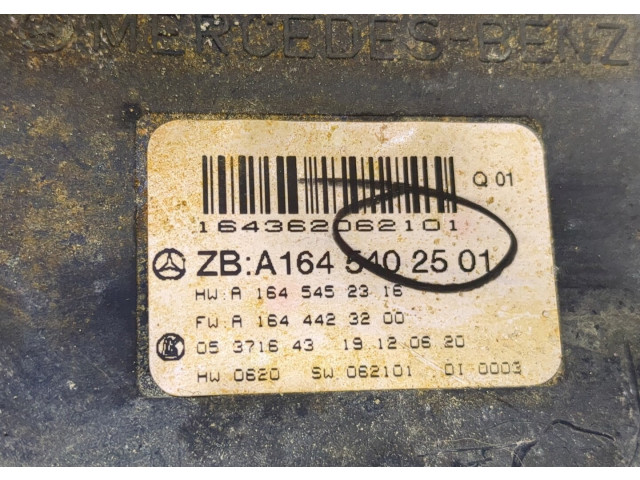 MERCEDES-BENZ
Q 01
164362062101
ZB:A164 540 25 01
HW:A 164 545 23 16
FW:A 164 442 32 00
05 3716 43 19 12 06 20
HW 0620 SW 062101 DI 0003